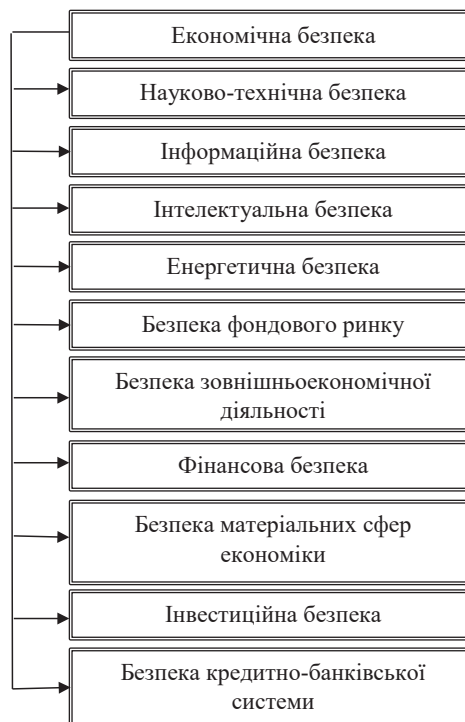 Економічна безпека
Науково-технічна безпека
Інформаційна безпека
Інтелектуальна безпека
Енергетична безпека
Безпека фондового ринку
Безпека зовнішньоекономічної
діяльності
Фінансова безпека
Безпека матеріальних сфер
економіки
Інвестиційна безпека
Безпека кредитно-банківської
системи